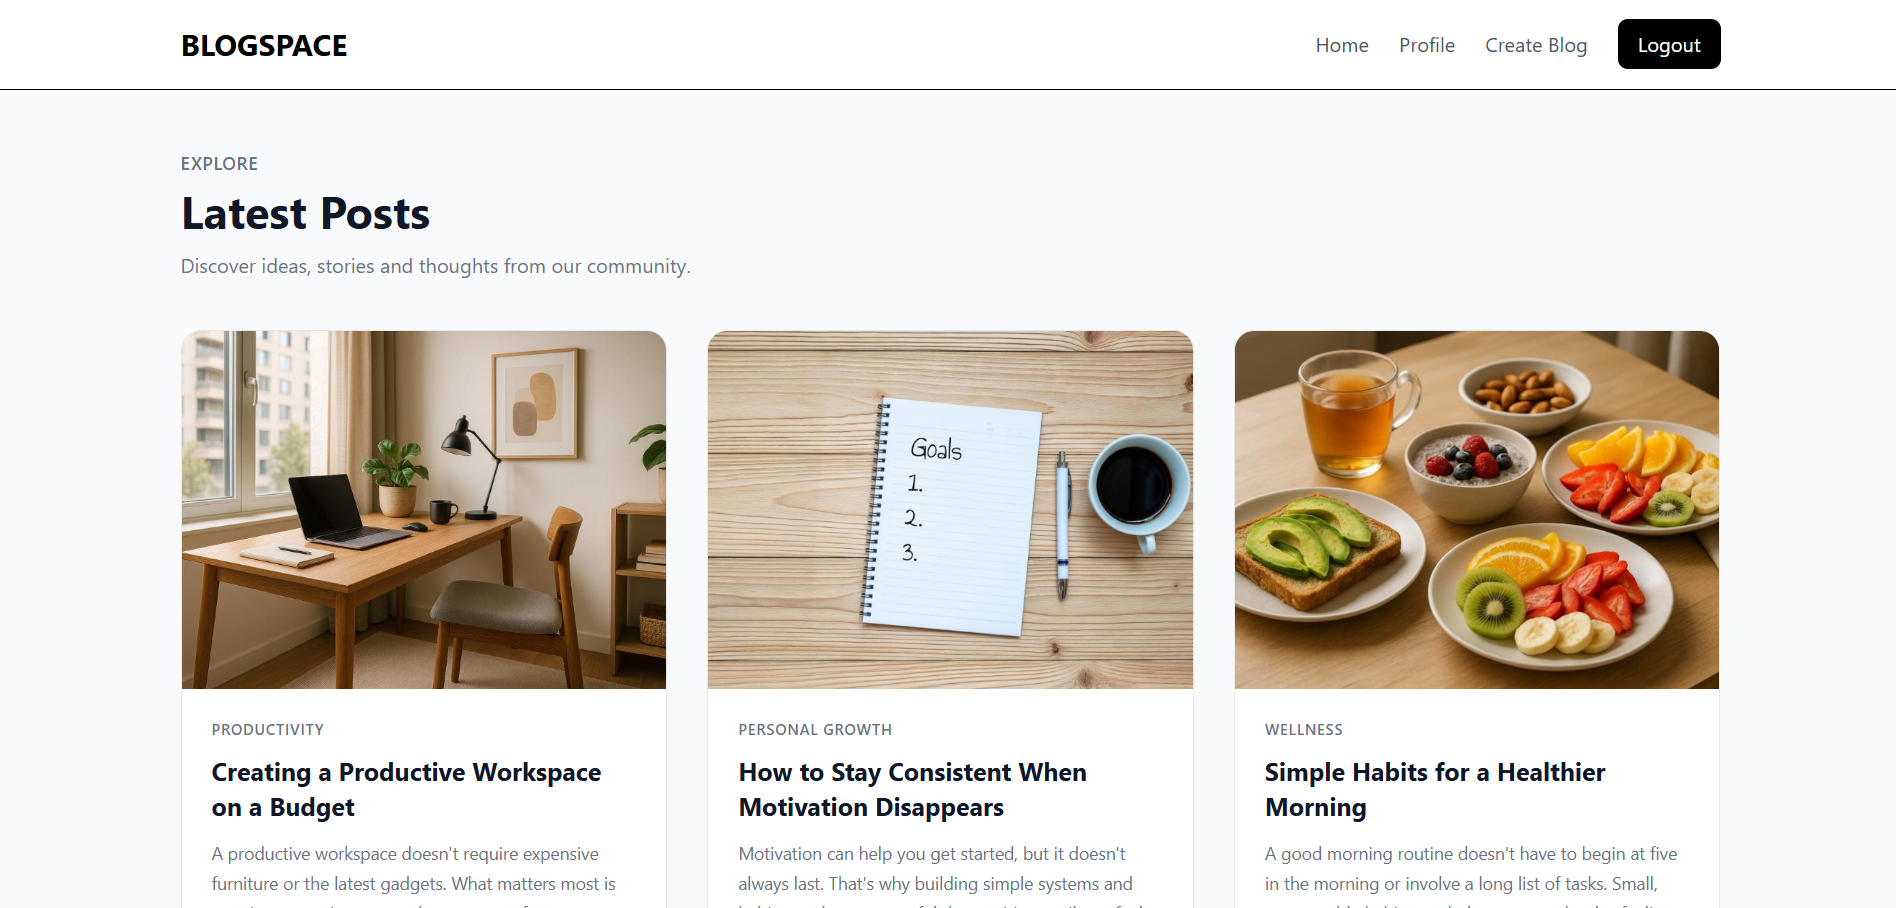 BLOGSPACE
Home
Profile
Create Blog
Logout
EXPLORE
Latest Posts
Discover ideas, stories and thoughts from our community.
Goals
1.
2.
3.
PRODUCTIVITY
Creating a Productive Workspace
on a Budget
A productive workspace doesn't require expensive
furniture or the latest gadgets. What matters most is
PERSONAL GROWTH
How to Stay Consistent When
Motivation Disappears
Motivation can help you get started, but it doesn't
always last. That's why building simple systems and
WELLNESS
Simple Habits for a Healthier
Morning
A good morning routine doesn't have to begin at five
in the morning or involve a long list of tasks. Small,